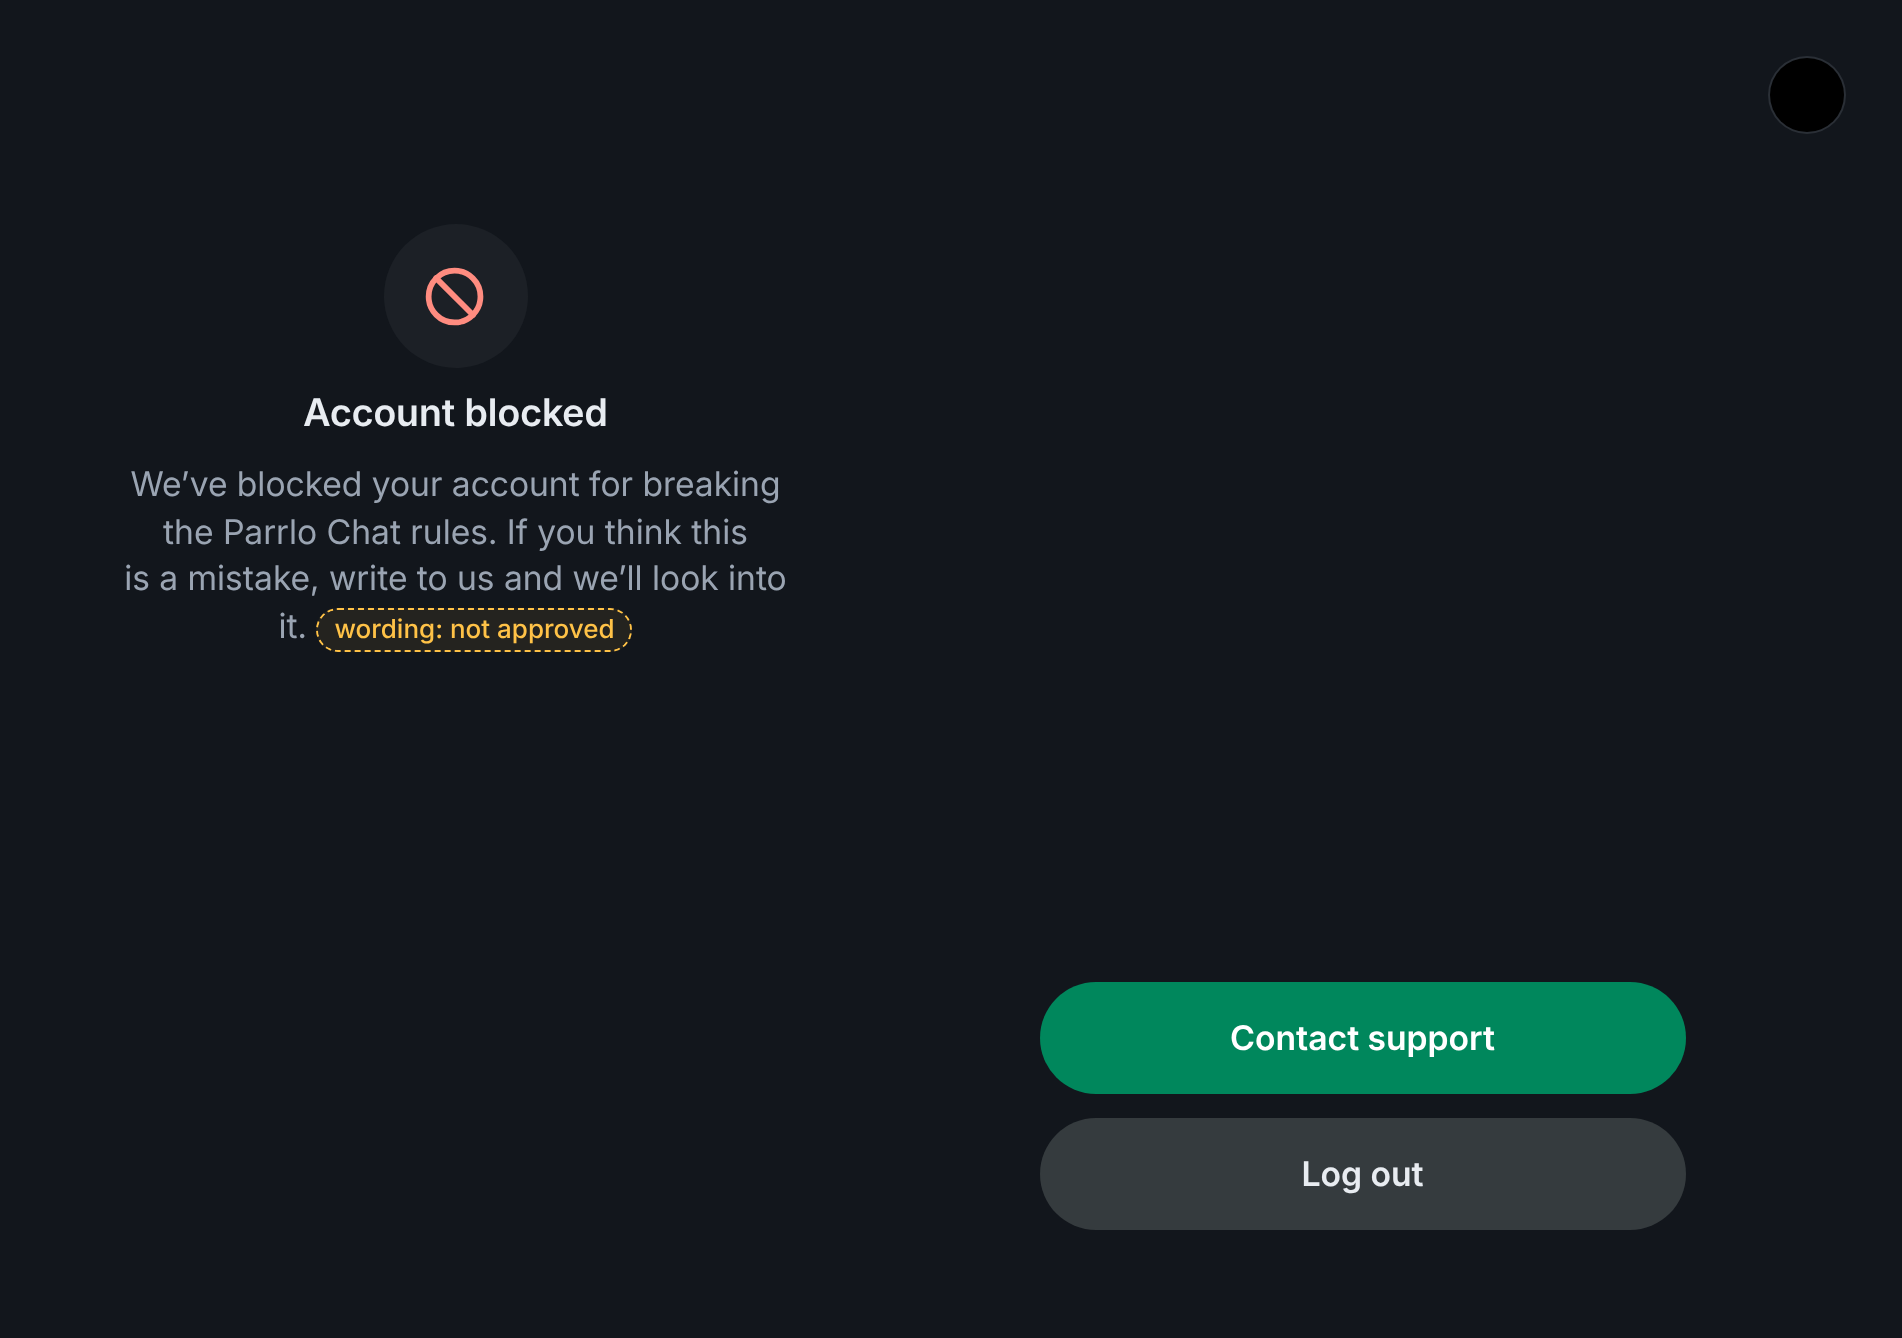 Account blocked
We’ve blocked your account for breaking
the Parrlo Chat rules. If you think this
is a mistake, write to us and we’ll look into
it. wording: not approved
Contact support
Log out